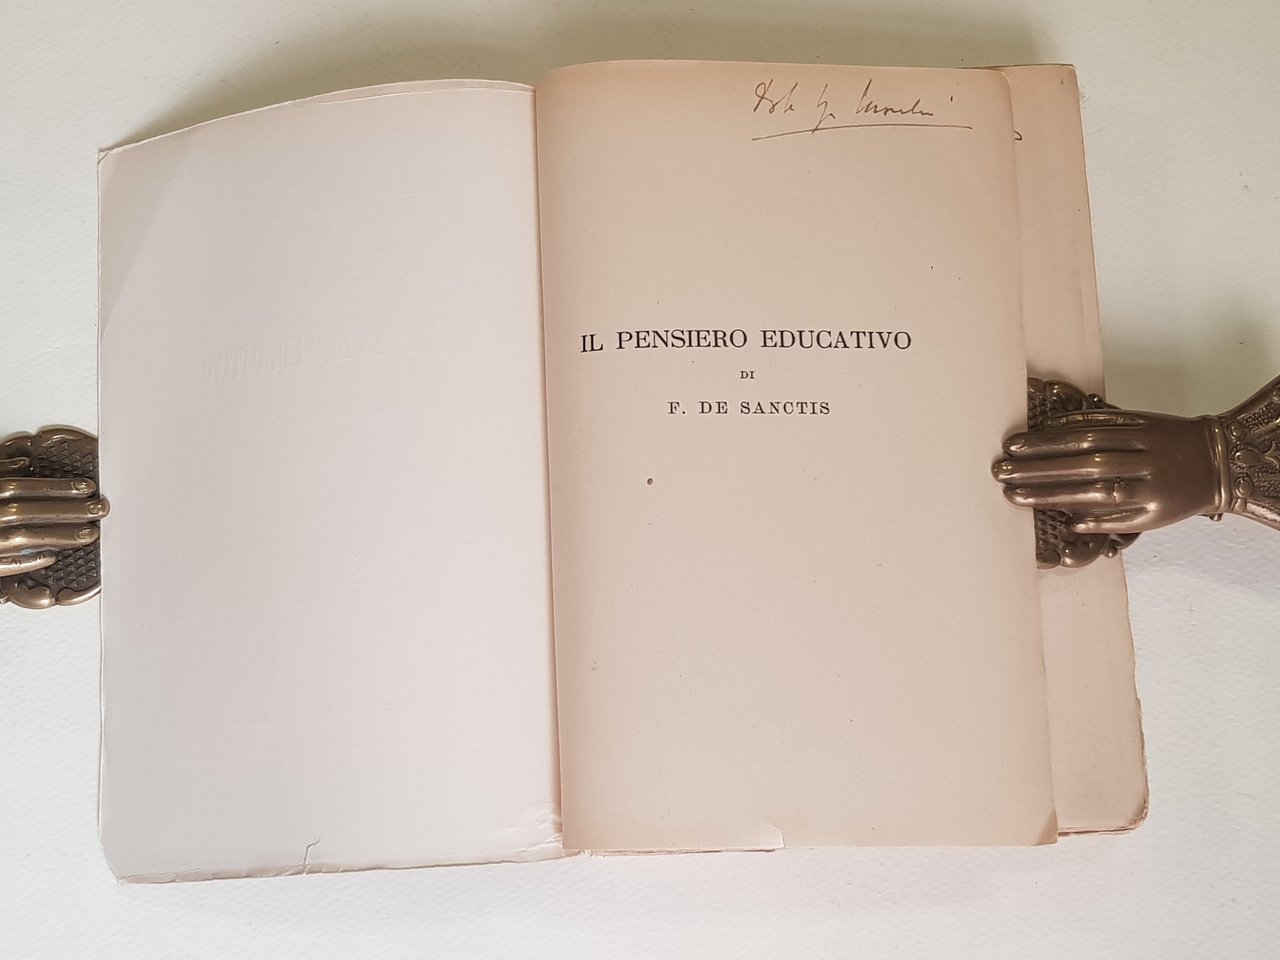 IL PENSIERO EDUCATIVO
DI
F. DE SANCTIS